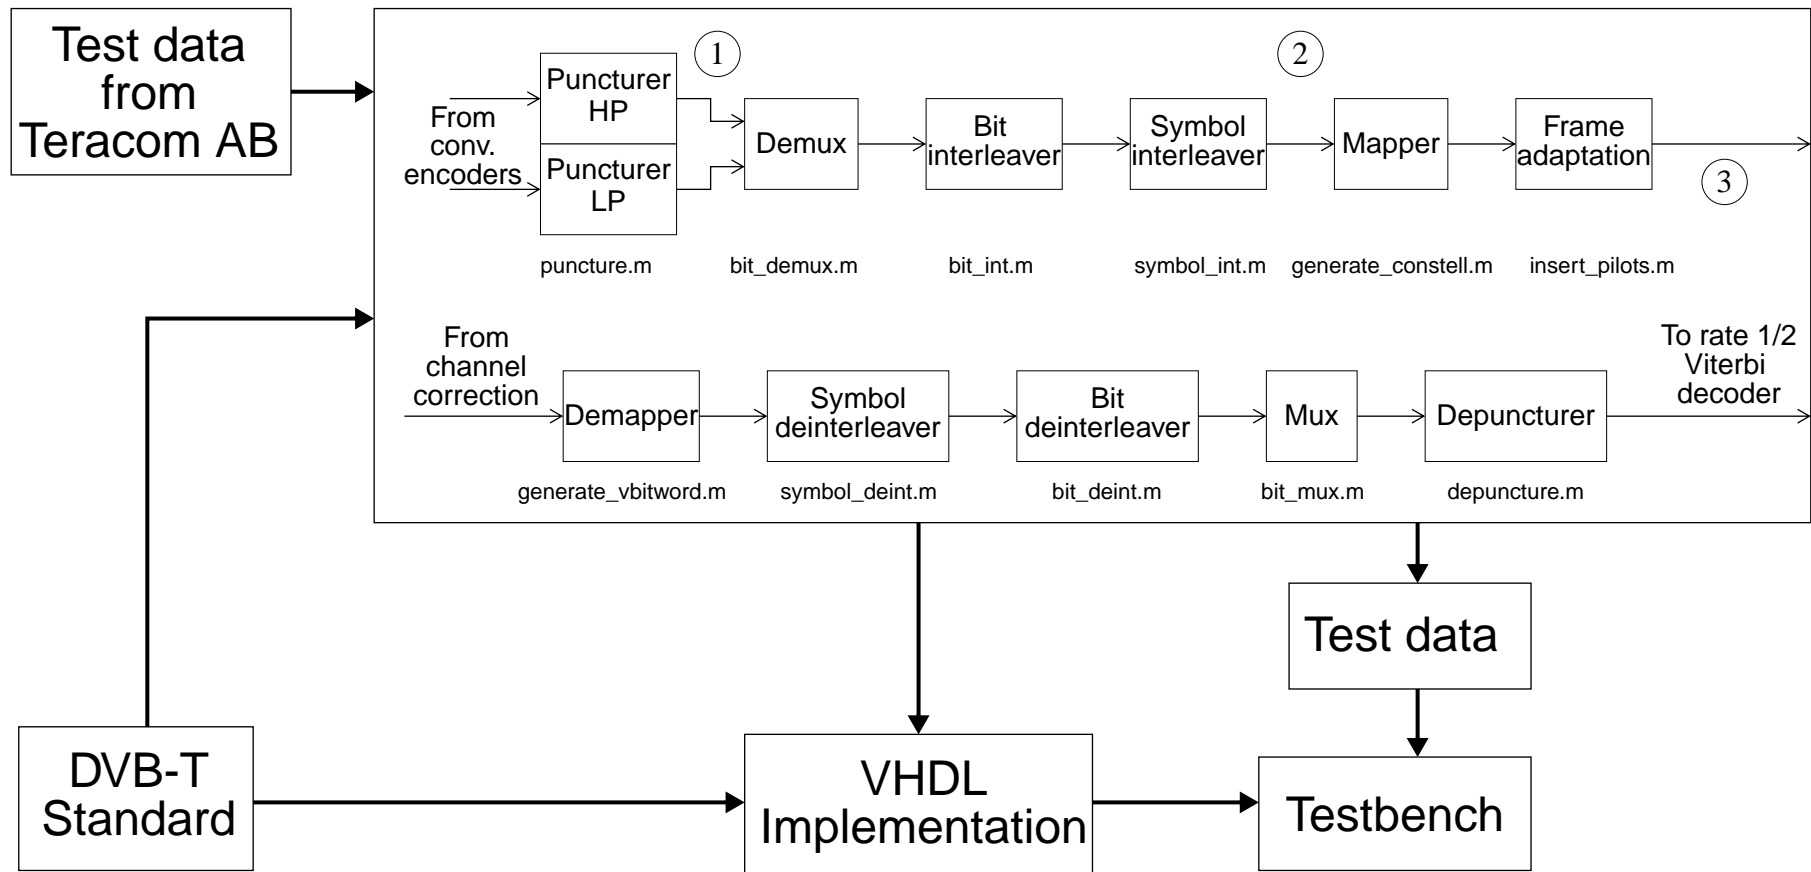 Test data
from
Teracom AB
1
2
3
From
conv.
encoders
Puncturer
HP
Puncturer
LP
Demux
Bit
interleaver
Symbol
interleaver
Mapper
Frame
adaptation
puncture.m
bit_demux.m
bit_int.m
symbol_int.m
generate_constell.m
insert_pilots.m
From
channel
correction
Demapper
Symbol
deinterleaver
Bit
deinterleaver
Mux
Depuncturer
To rate 1/2
Viterbi
decoder
generate_vbitword.m
symbol_deint.m
bit_deint.m
bit_mux.m
depuncture.m
Test data
DVB-T
Standard
VHDL
Implementation
Testbench